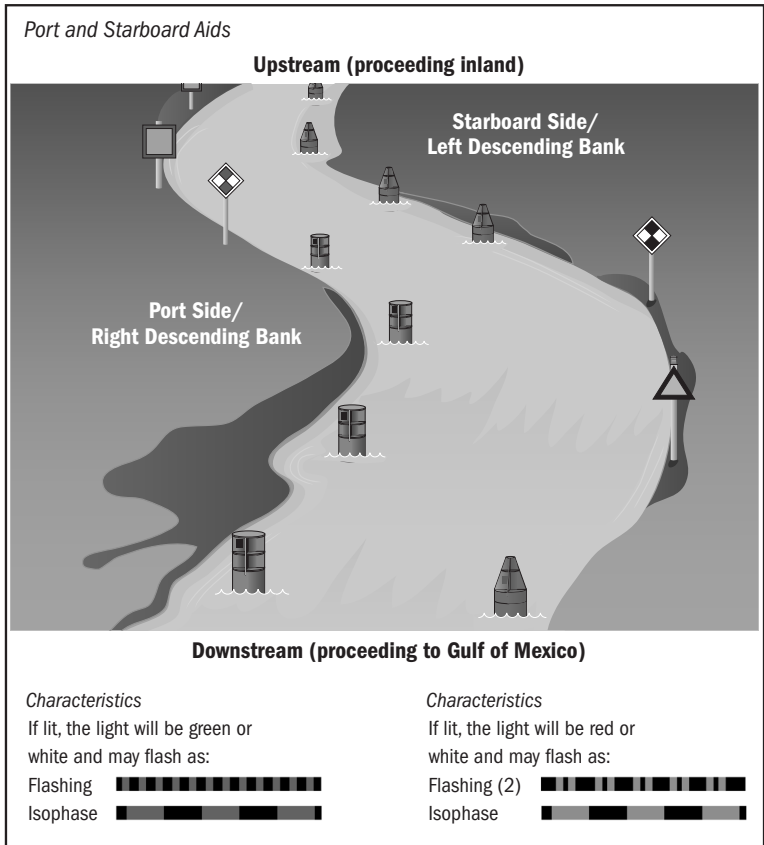 Port and Starboard Aids
Upstream (proceeding inland)
Starboard Side/
Left Descending Bank
Port Side/
Right Descending Bank
Downstream (proceeding to Gulf of Mexico)
Characteristics
If lit, the light will be green or
white and may flash as:
Flashing
Isophase
Characteristics
If lit, the light will be red or
white and may flash as:
Flashing (2)
Isophase